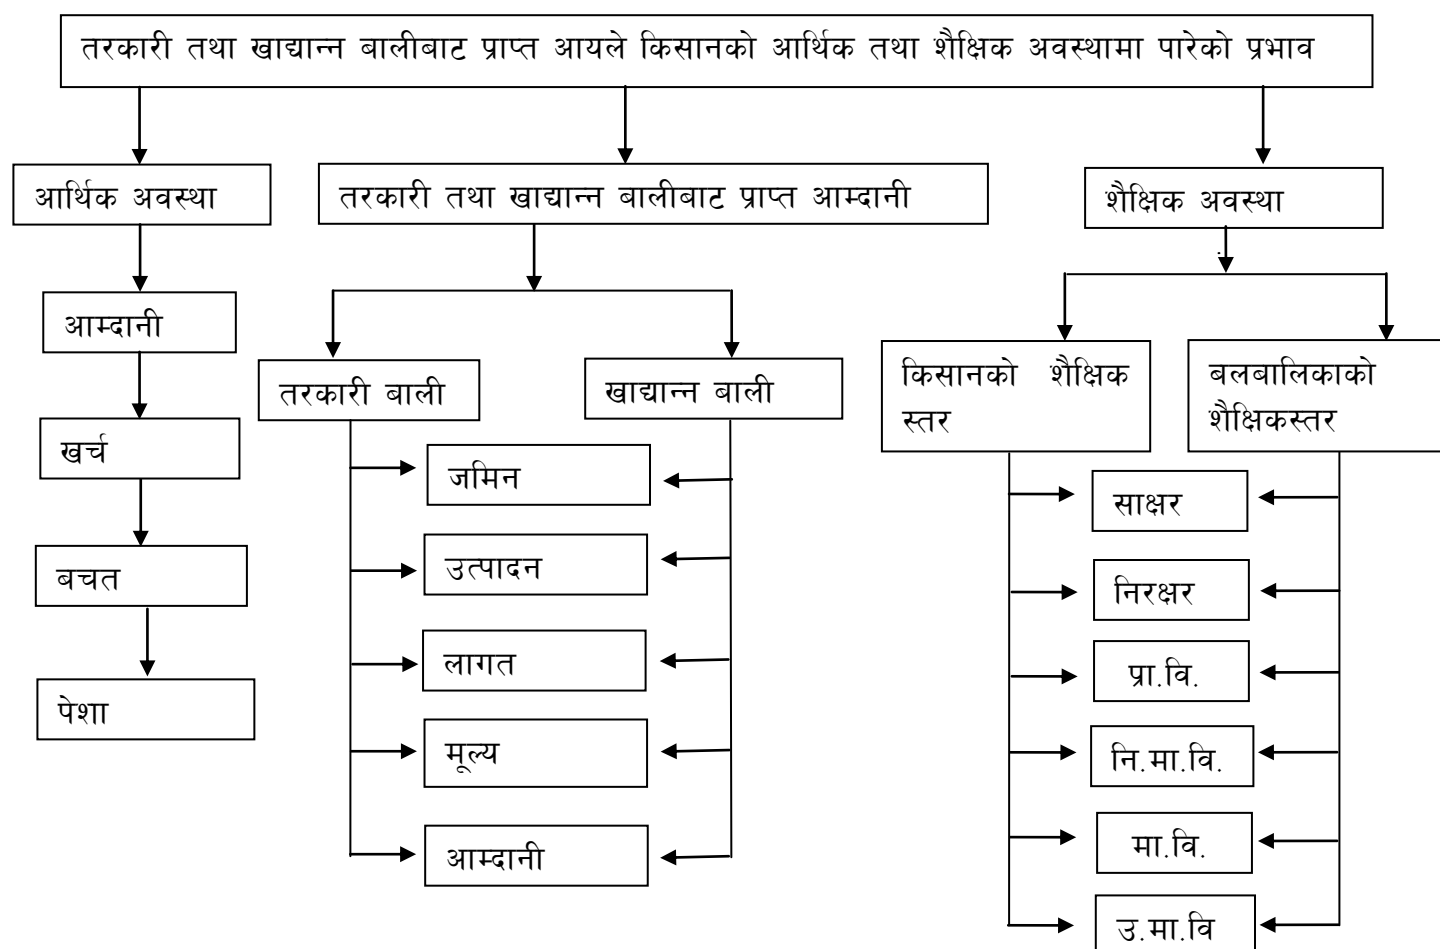 तरकारी तथा खाद्यान्न बालीबाट प्राप्त आयले किसानको आर्थिक तथा शैक्षिक अवस्थामा पारेको प्रभाव
आर्थिक अवस्था
तरकारी तथा खाद्यान्न बालीबाट प्राप्त आम्दानी
शैक्षिक अवस्था
आम्दानी
खर्च
बचत
पेशा
तरकारी बाली
खाद्यान्न बाली
जमिन
उत्पादन
लागत
मूल्य
आम्दानी
किसानको शैक्षिक
स्तर
बलबालिकाको
शैक्षिकस्तर
साक्षर
निरक्षर
प्रा.वि.
नि.मा.वि.
मा.वि.
उ.मा.वि